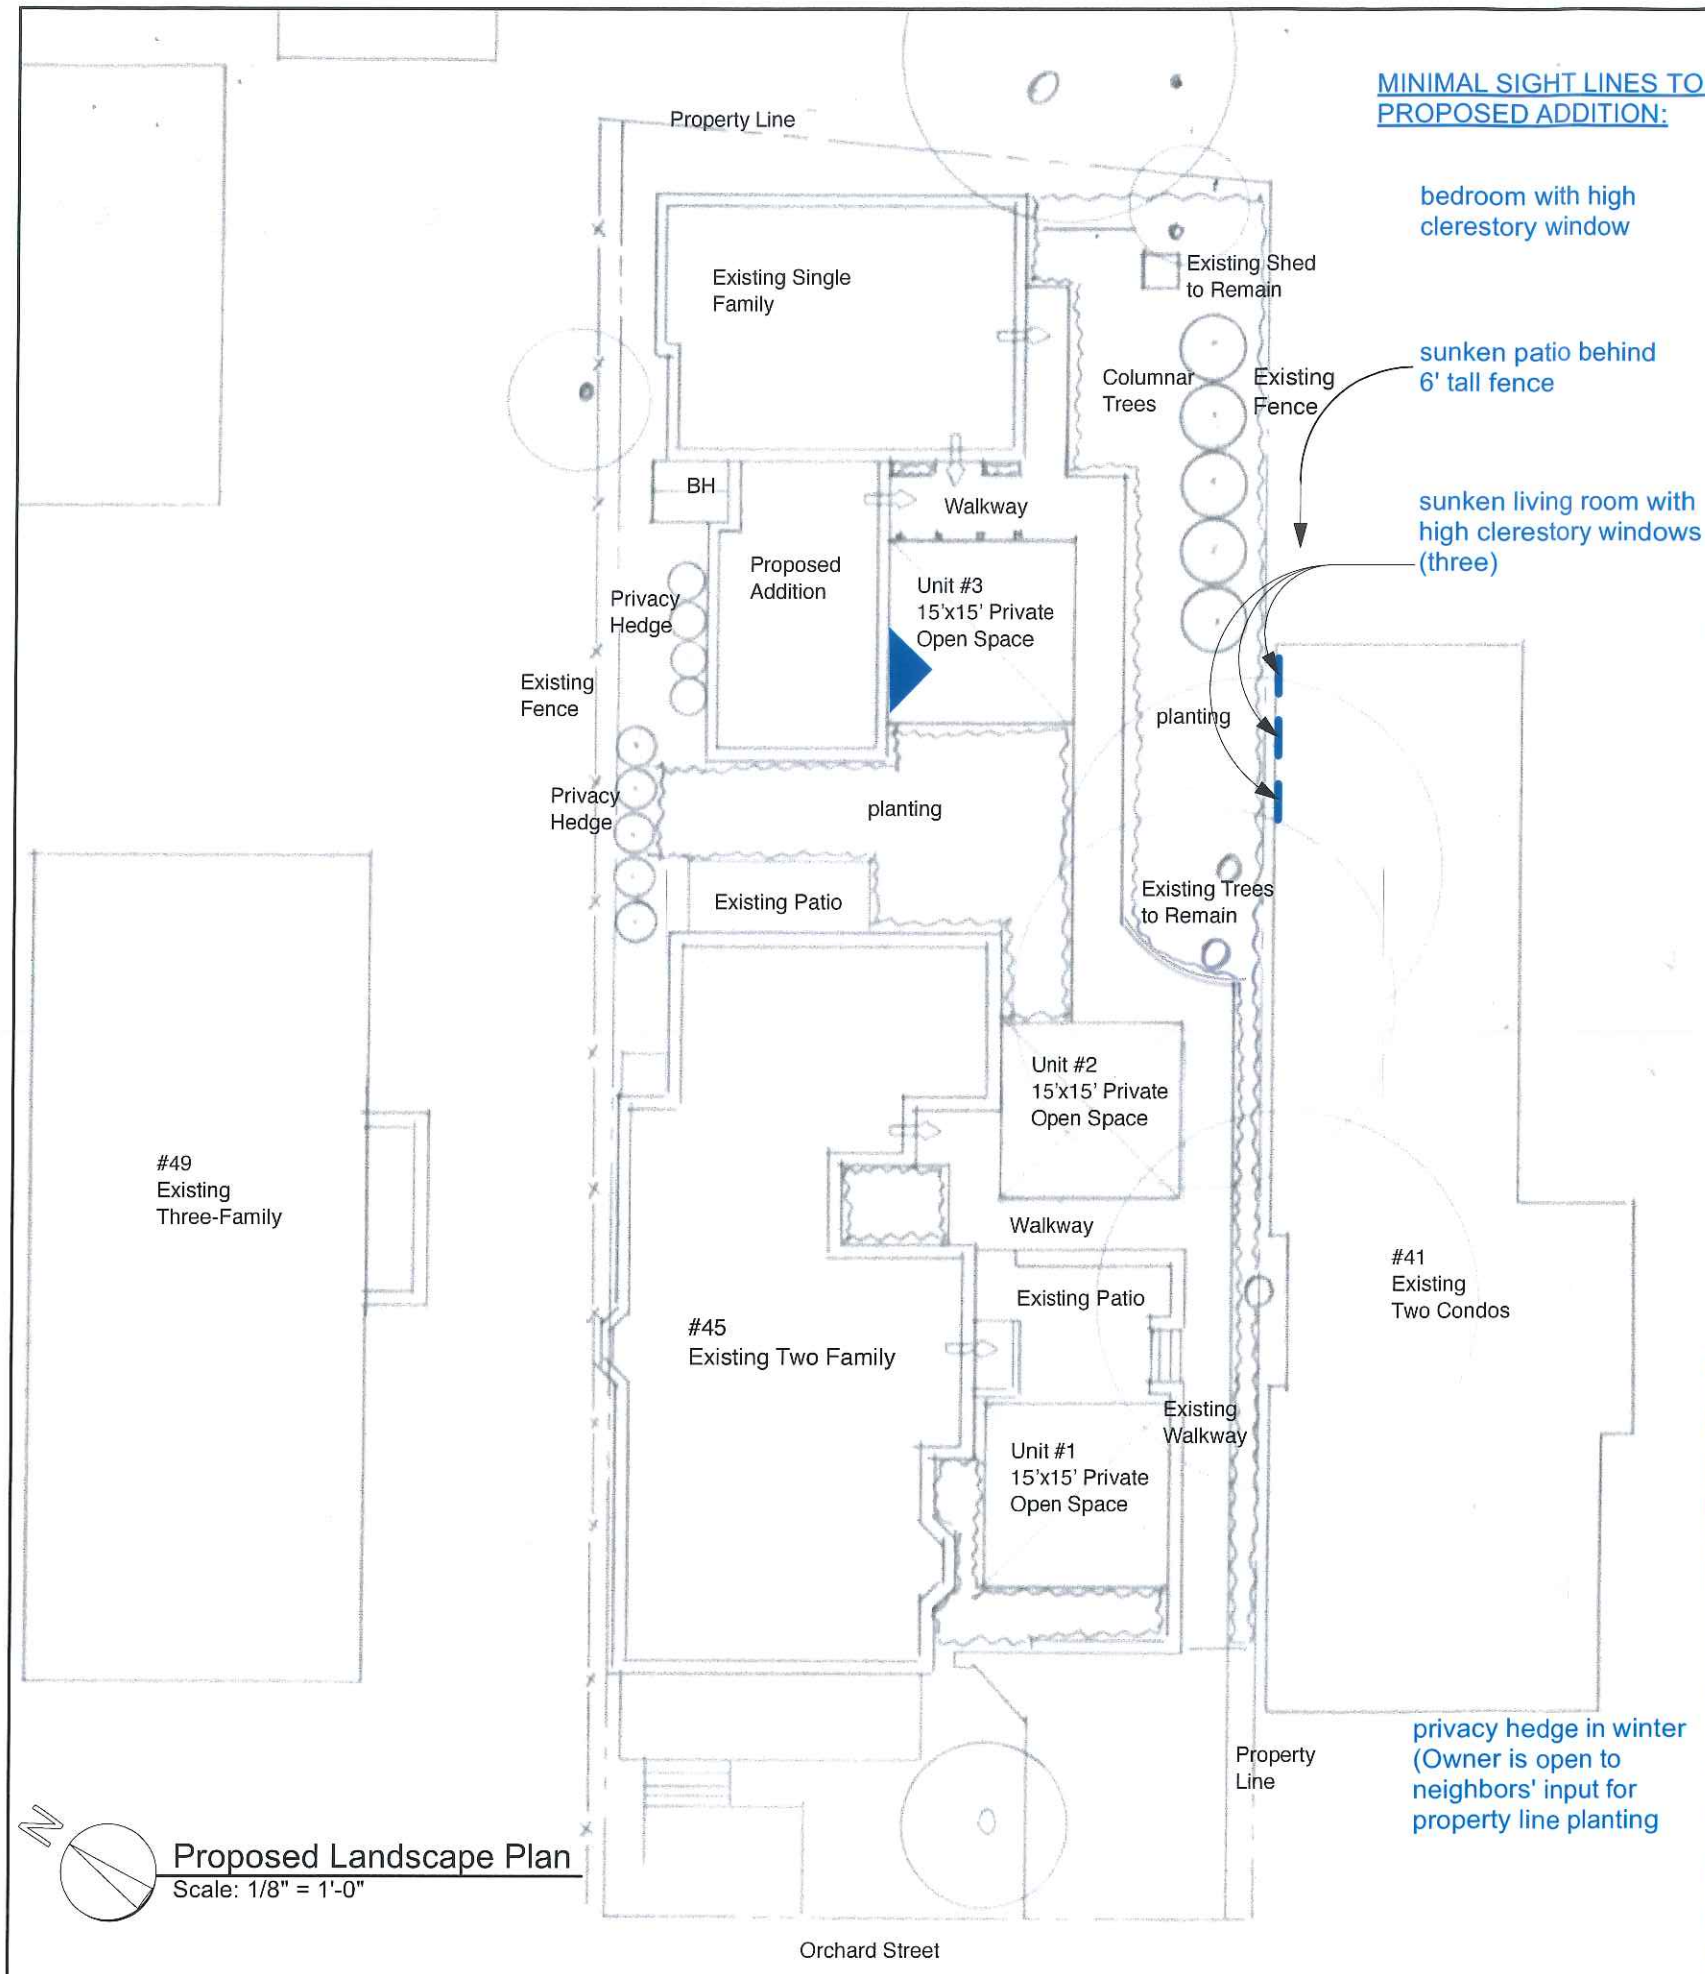 MINIMAL SIGHT LINES TO
PROPOSED ADDITION:
Property Line
bedroom with high
clerestory window
Existing Single
Family
Existing Shed
to Remain
sunken patio behind
6' tall fence
Columnar
Trees
Existing
Fence
BH
Walkway
sunken living room with
high clerestory windows
(three)
Proposed
Addition
Unit #3
15'x15' Private
Open Space
Privacy
Hedge
Existing
Fence
planting
Privacy
Hedge
planting
Existing Patio
Existing Trees
to Remain
Unit #2
15'x15' Private
Open Space
#49
Existing
Three-Family
Walkway
#41
Existing
Two Condos
Existing Patio
#45
Existing Two Family
Existing
Walkway
Unit #1
15'x15' Private
Open Space
privacy hedge in winter
(Owner is open to
neighbors' input for
property line planting
Property
Line
N
Proposed Landscape Plan
Scale: 1/8" = 1'-0"
Orchard Street